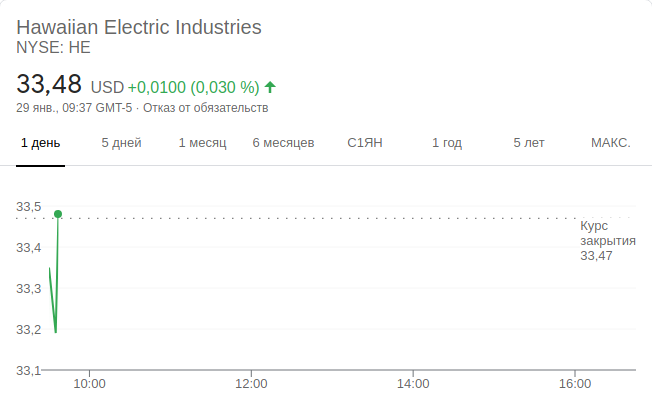 Hawaiian Electric Industries
NYSE: HE
33,48 USD +0,0100 (0,030 %)
29 янв., 09:37 GMT-5 · Отказ от обязательств
1 день 5 дней 1 месяц 6 месяцев С1ЯН 1 год 5 лет МАКС.
33,5
Курс
закрытия
33,47
33,4
33,3
33,2
33,1
10:00 12:00 14:00 16:00